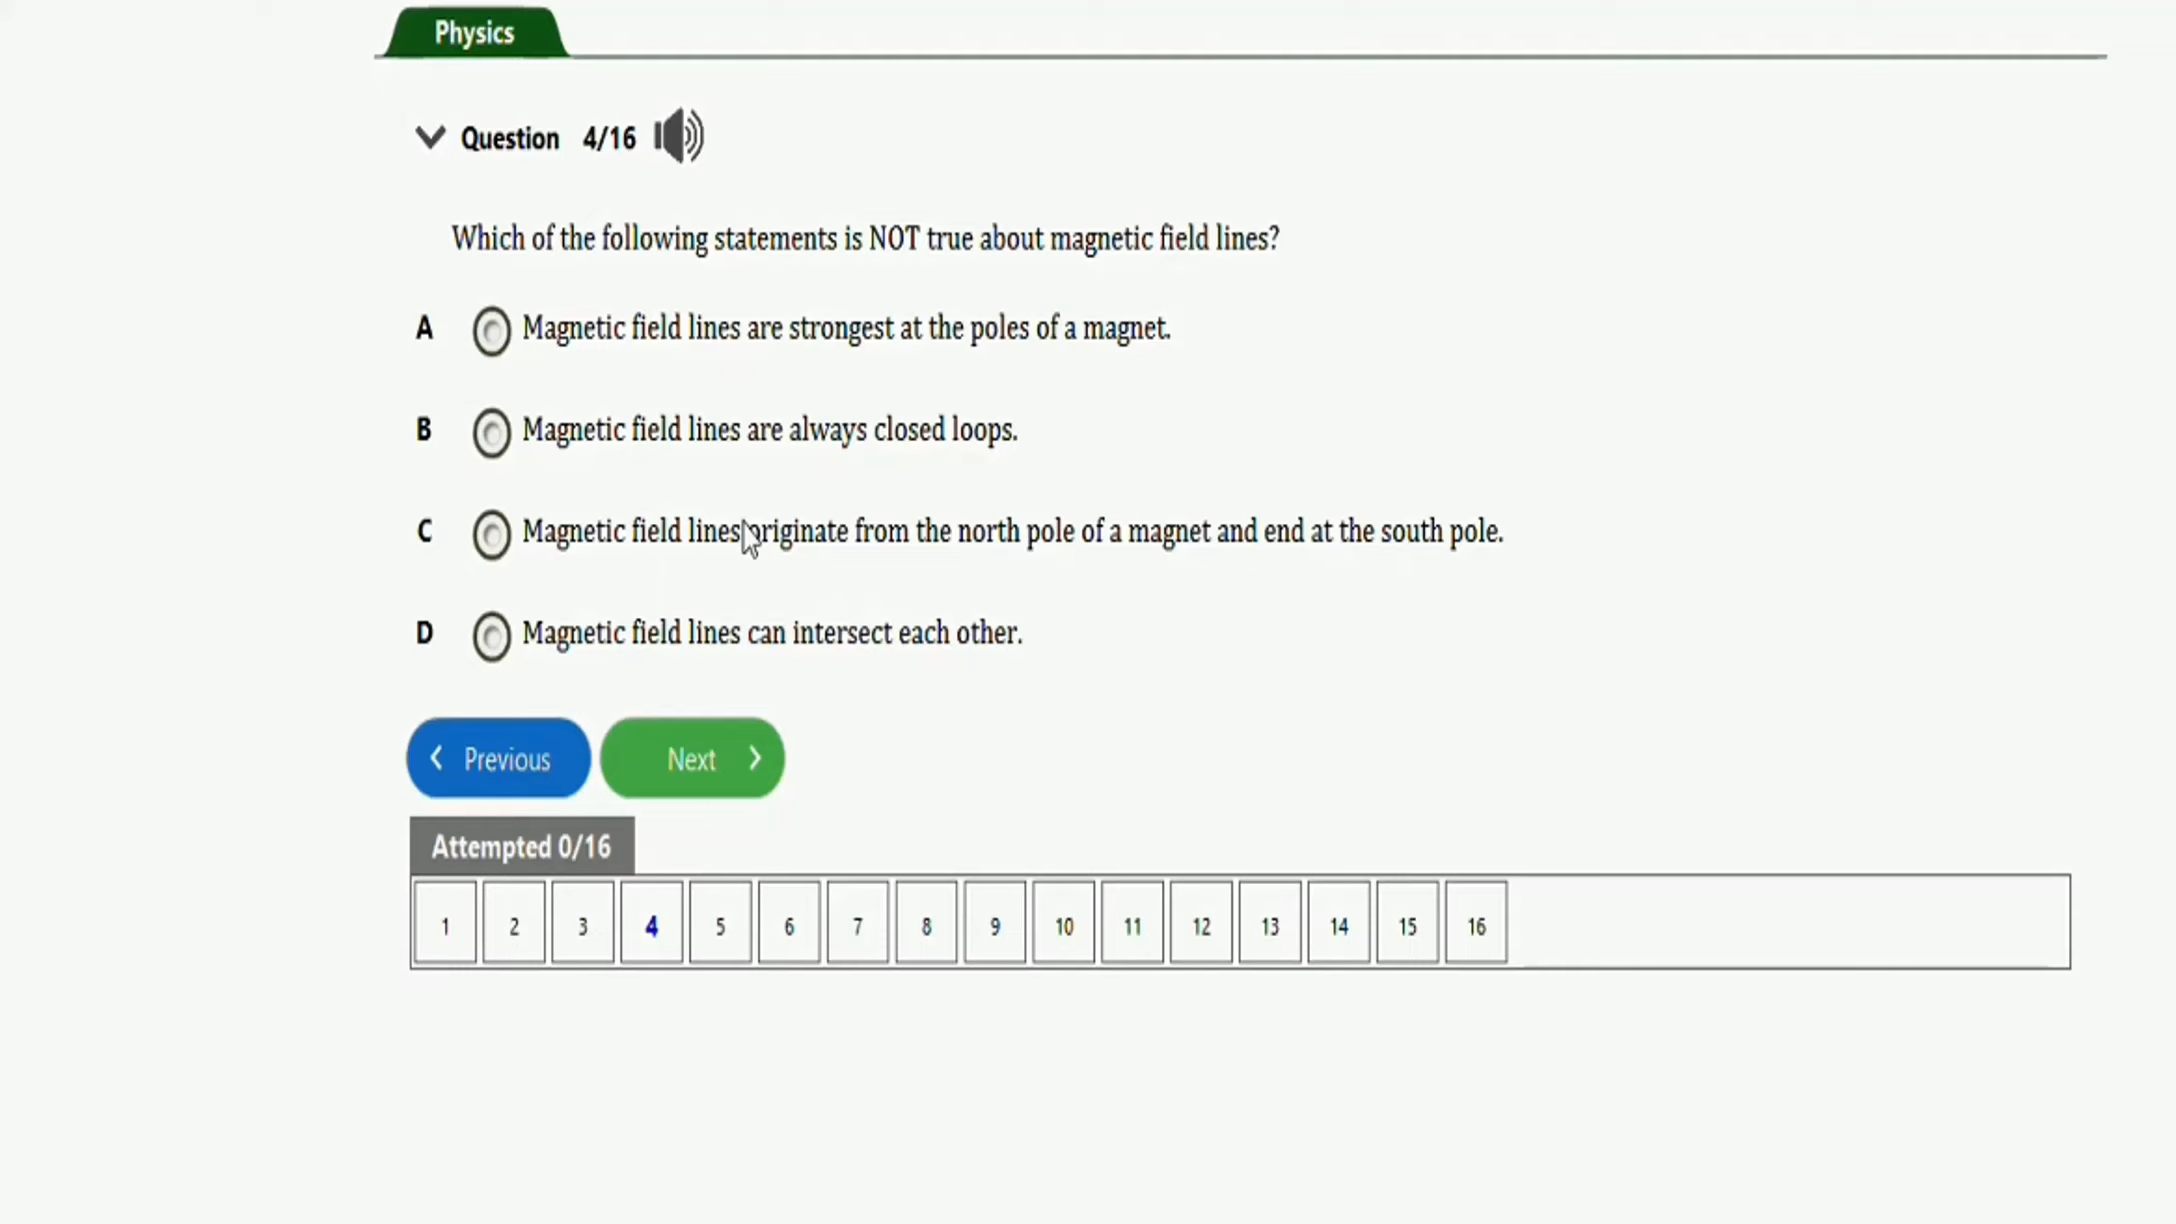 Physics
Question 4/16
Which of the following statements is NOT true about magnetic field lines?
A Magnetic field lines are strongest at the poles of a magnet.
B Magnetic field lines are always closed loops.
C Magnetic field lines originate from the north pole of a magnet and end at the south pole.
D Magnetic field lines can intersect each other.
Previous Next
Attempted 0/16
1 2 3 4 5 6 7 8 9 10 11 12 13 14 15 16